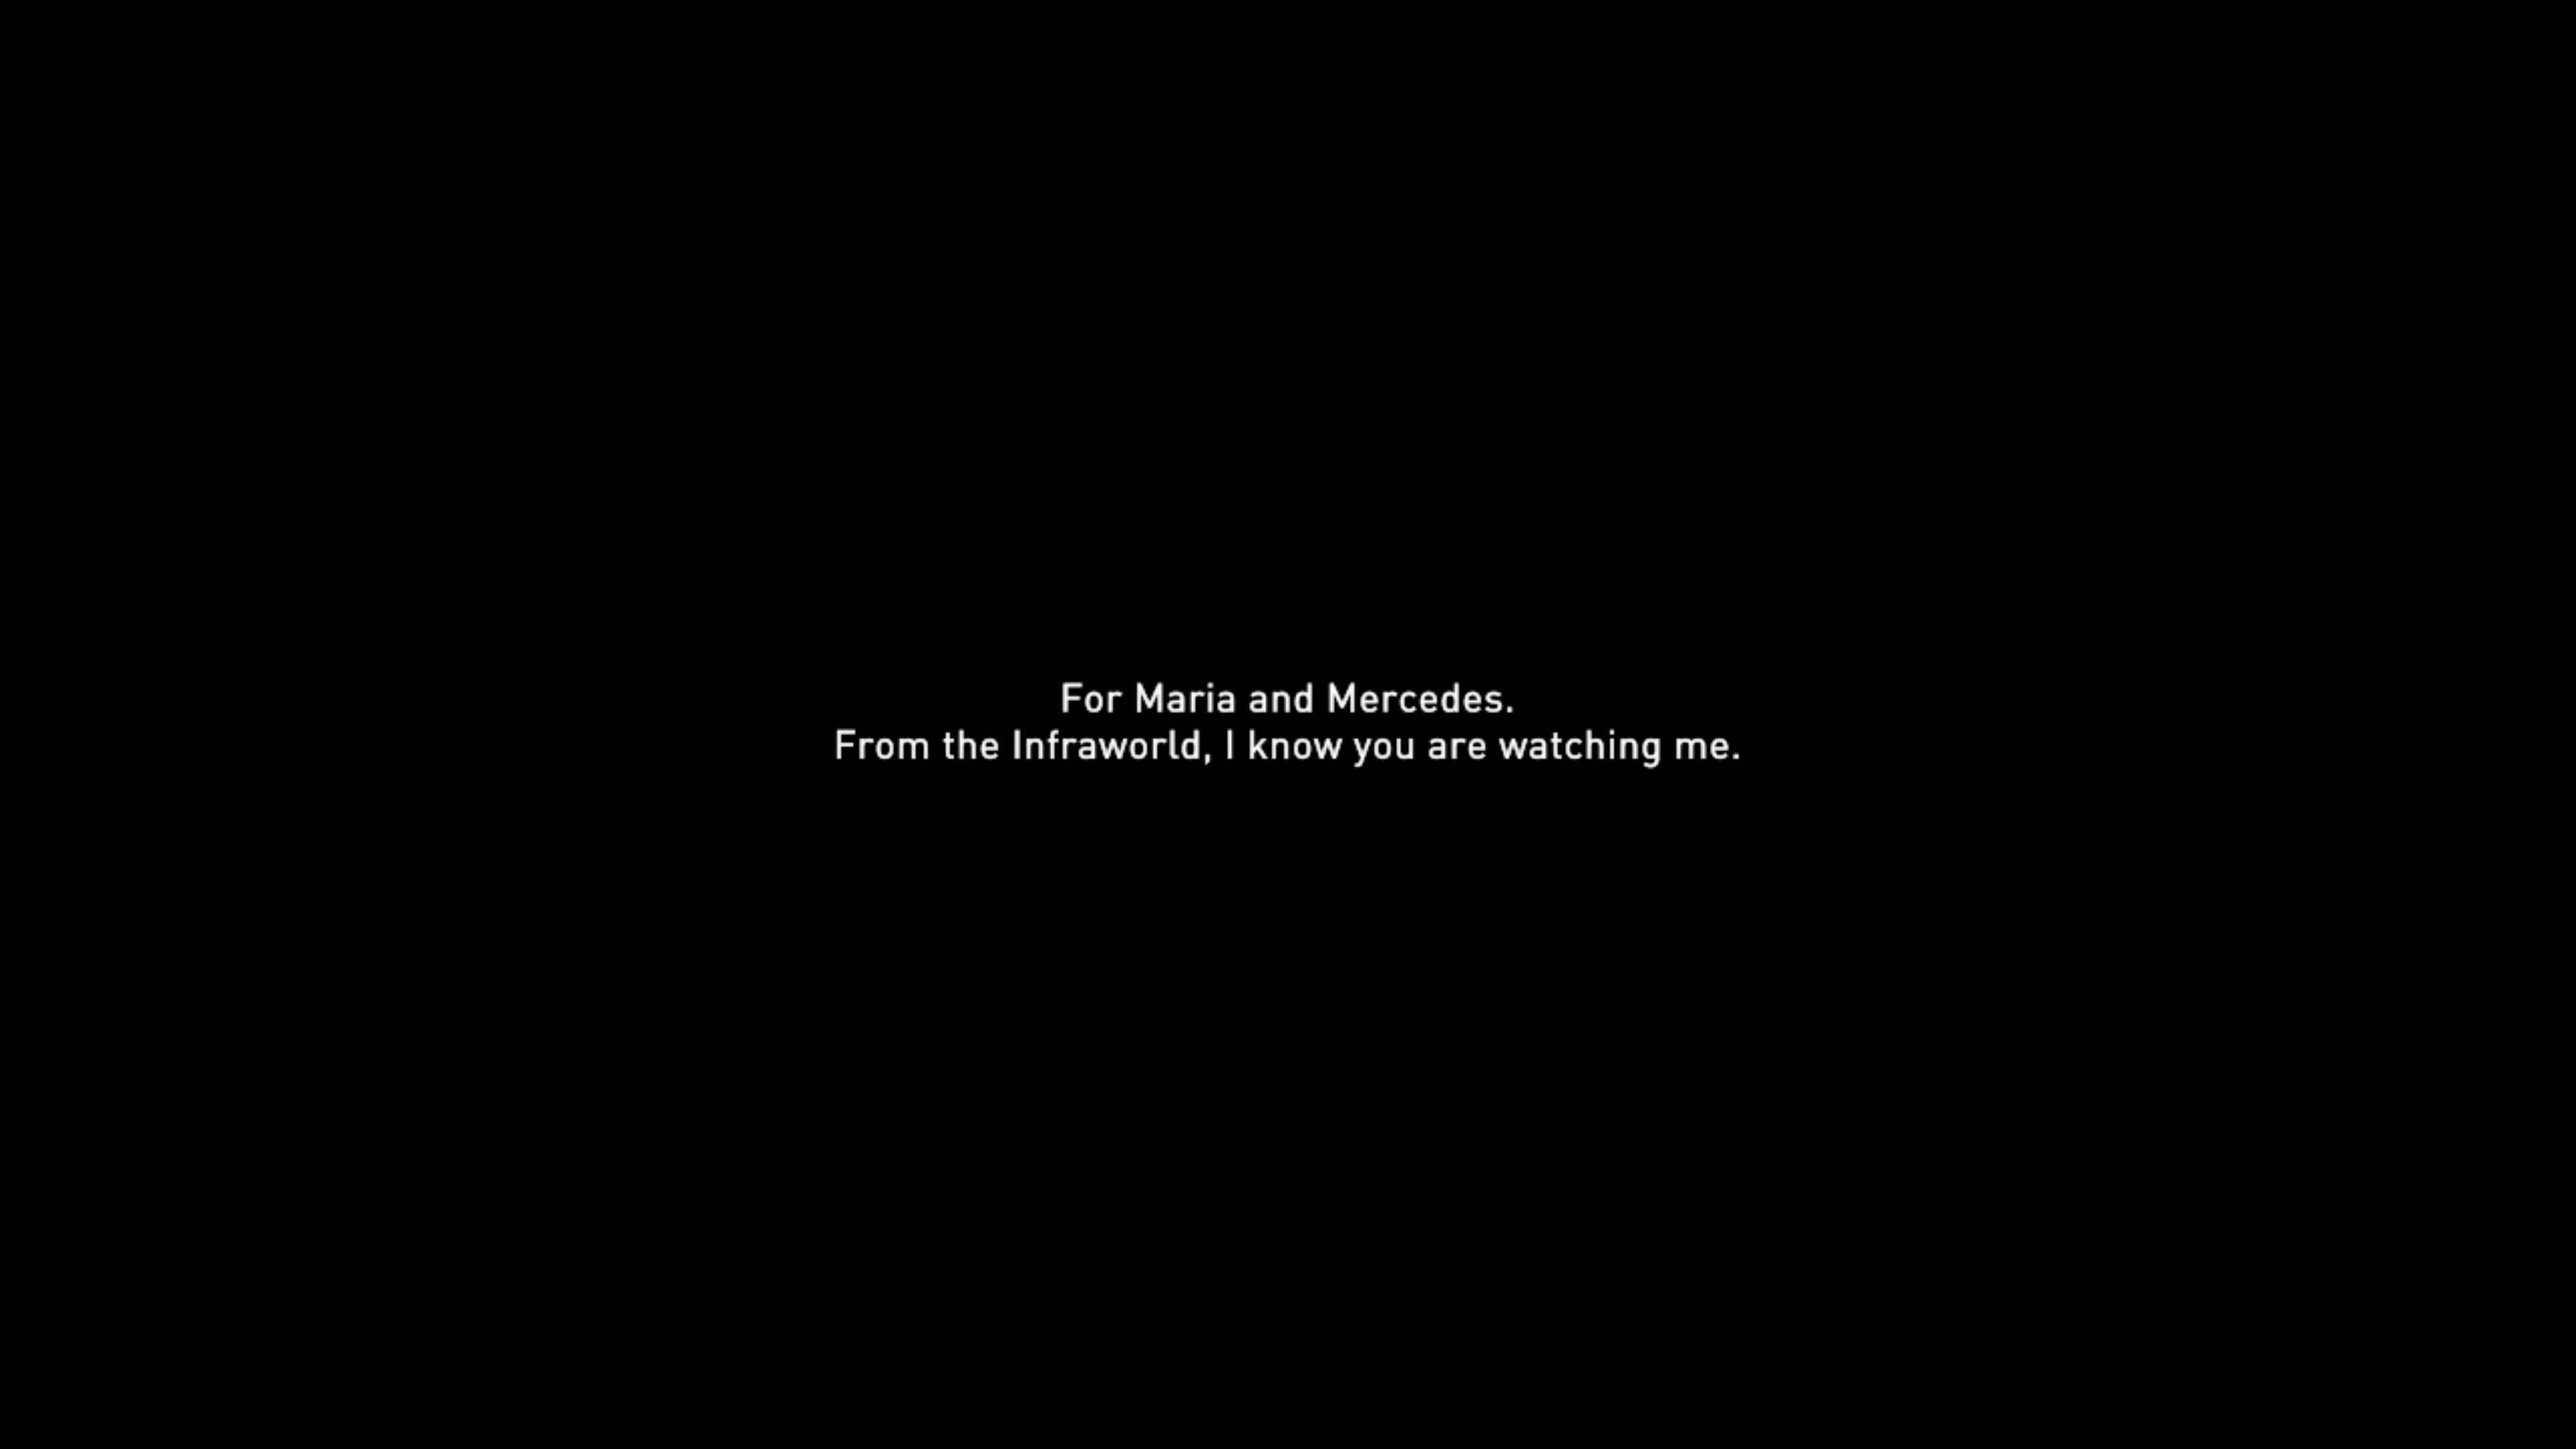 For Maria and Mercedes.
From the Infraworld, I know you are watching me.